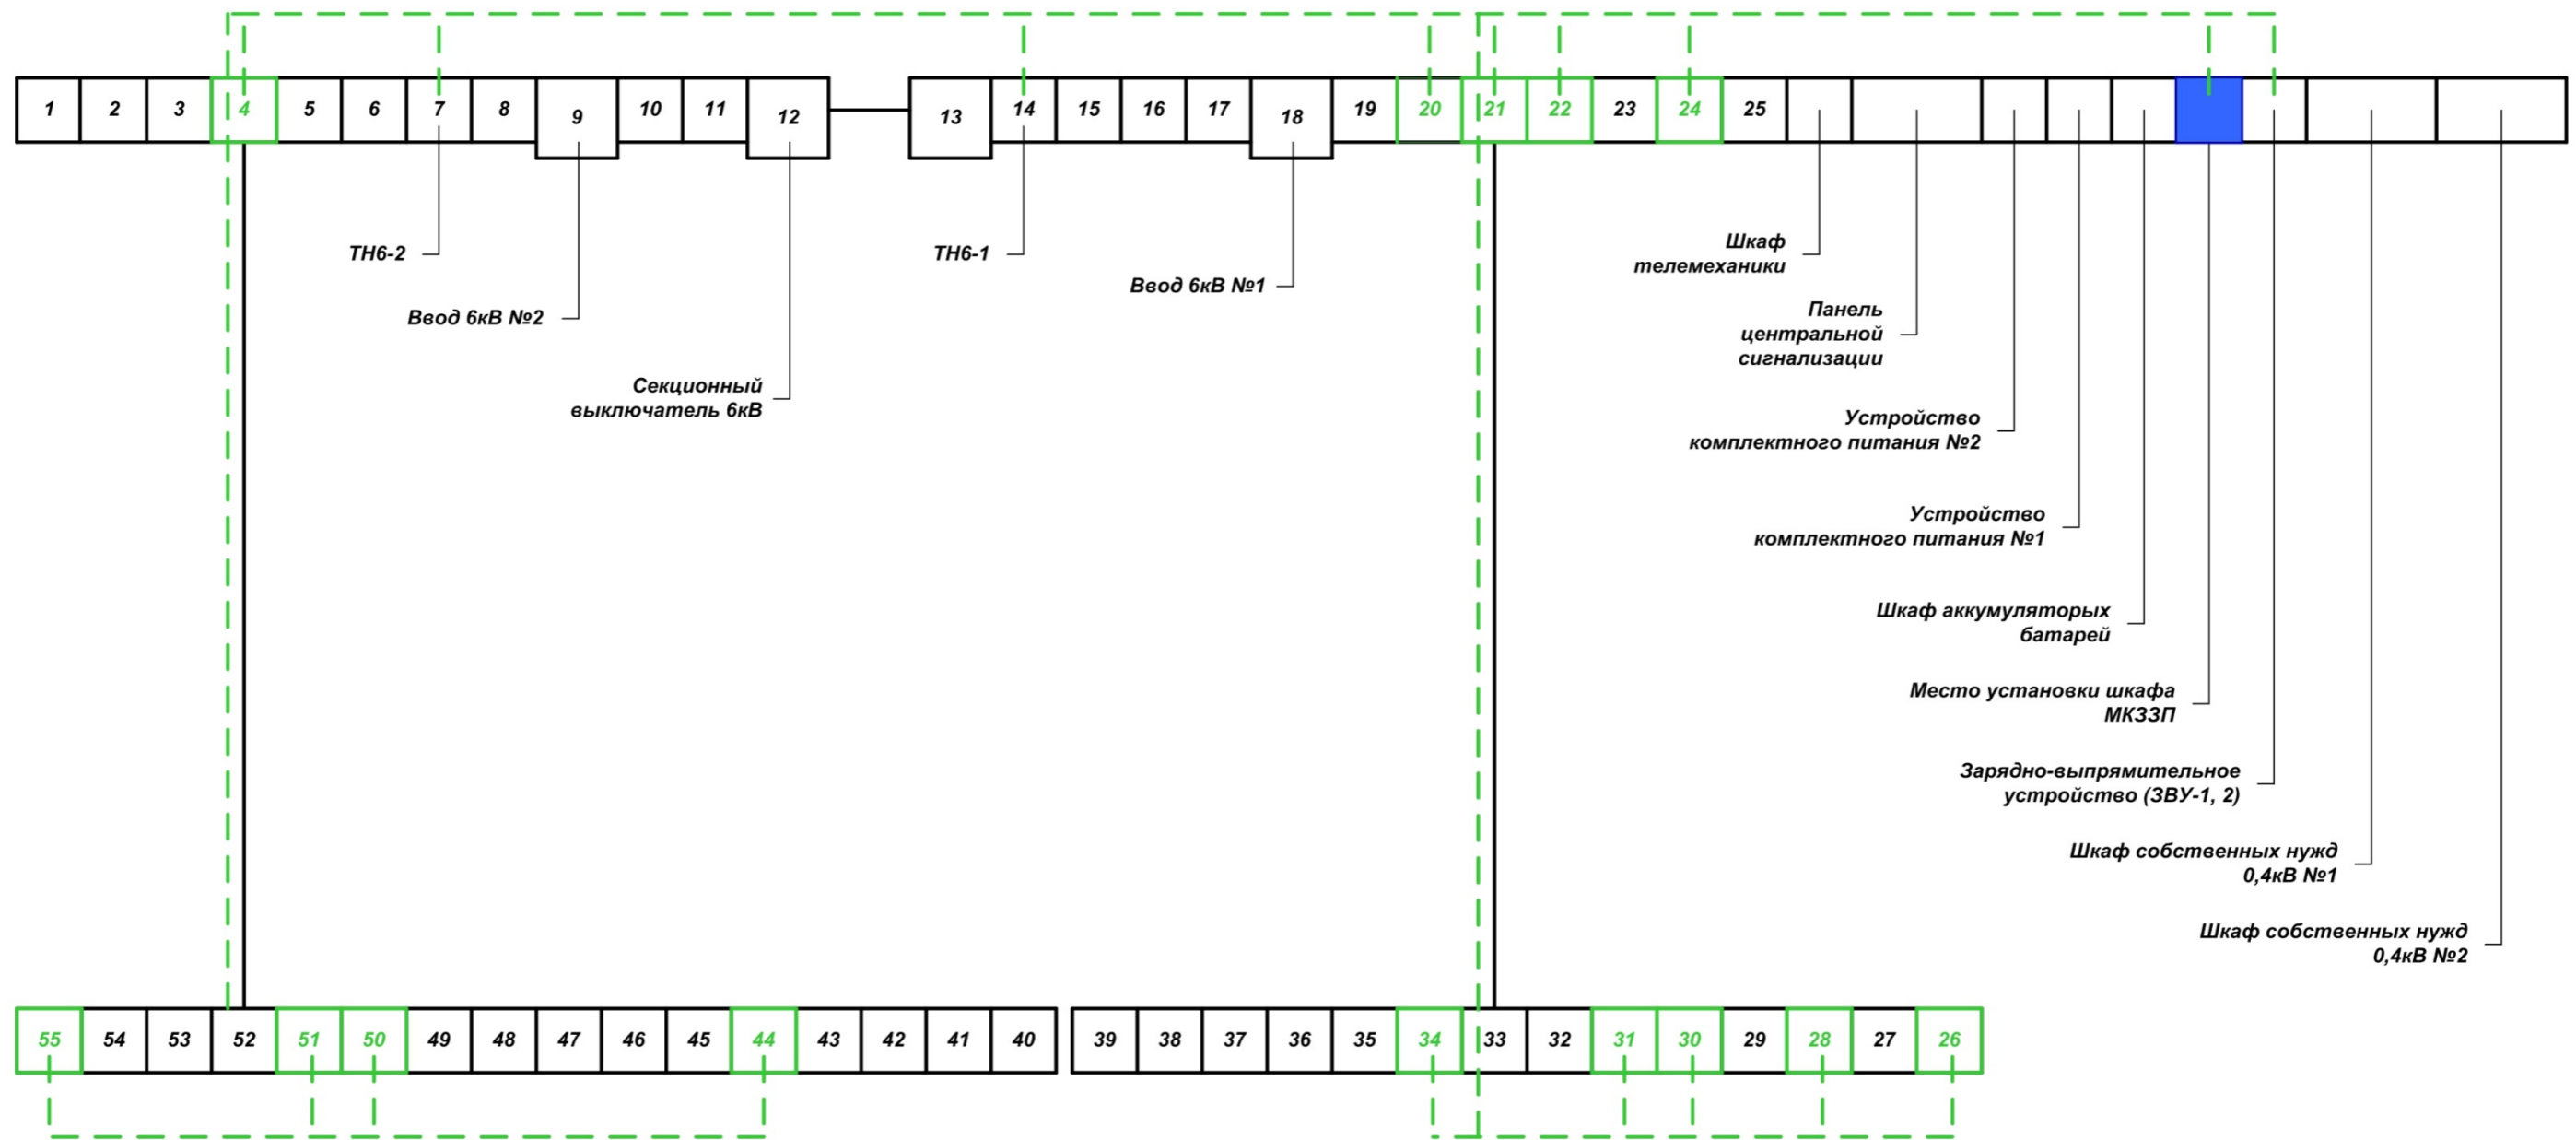 1 2 3 4 5 6 7 8 9 10 11 12 13 14 15 16 17 18 19 20 21 22 23 24 25
ТН6-2
Ввод 6кВ №2
Секционный
выключатель 6кВ
ТН6-1
Ввод 6кВ №1
Шкаф
телемеханики
Панель
центральной
сигнализации
Устройство
комплектного питания №2
Устройство
комплектного питания №1
Шкаф аккумуляторых
батарей
Место установки шкафа
МКЗЗП
Зарядно-выпрямительное
устройство (ЗВУ-1, 2)
Шкаф собственных нужд
0,4кВ №1
Шкаф собственных нужд
0,4кВ №2
55 54 53 52 51 50 49 48 47 46 45 44 43 42 41 40 39 38 37 36 35 34 33 32 31 30 29 28 27 26